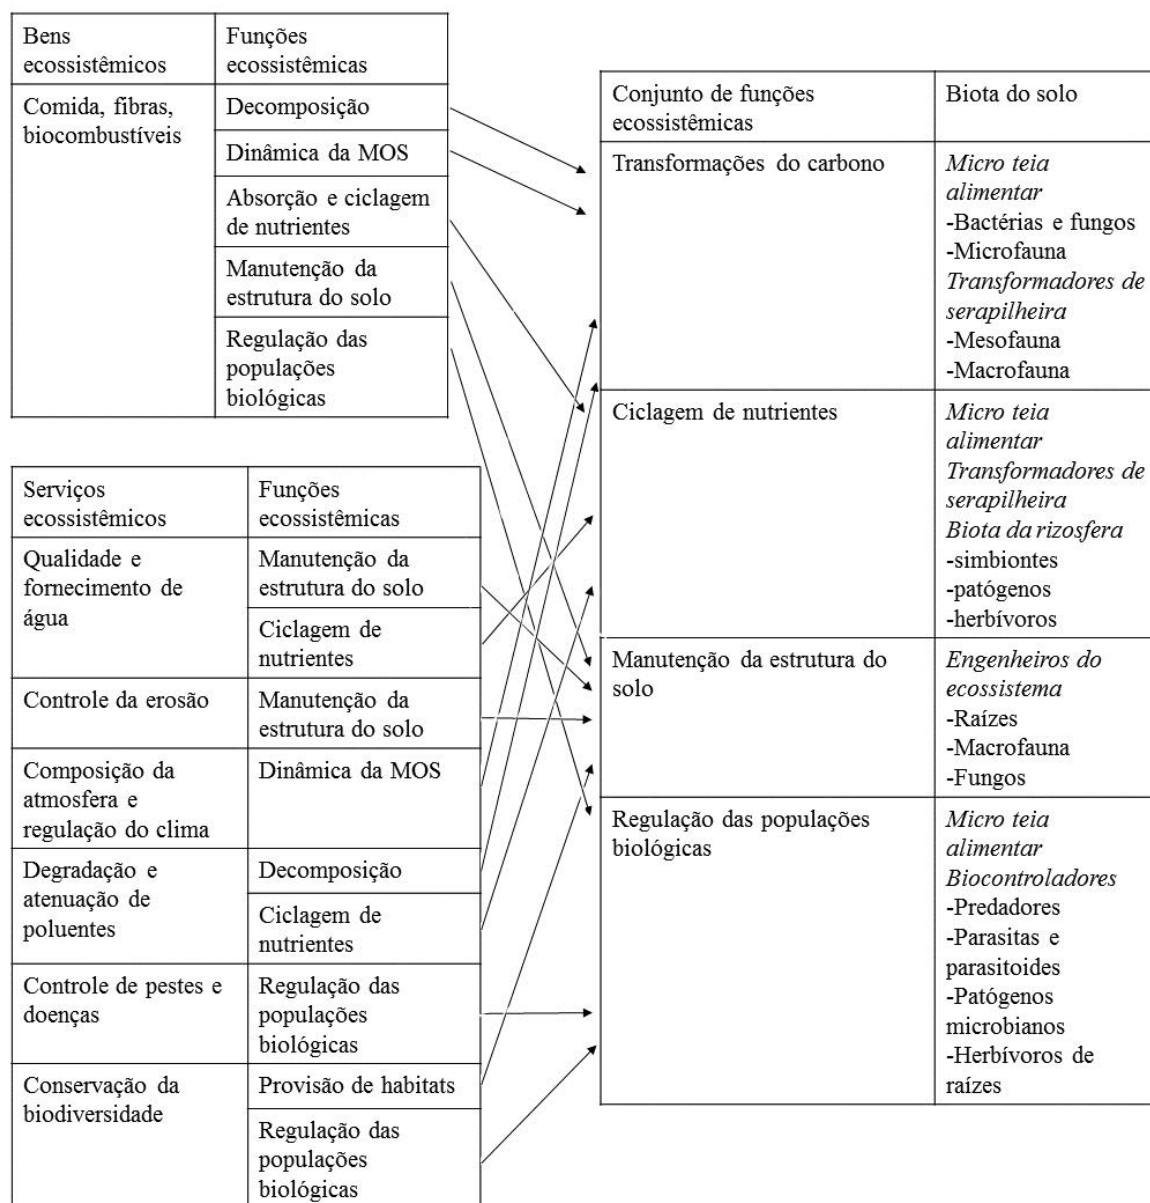 Bens
ecossistêmicos
Funções
ecossistêmicas
Comida, fibras,
biocombustíveis
Decomposição
Dinâmica da MOS
Absorção e ciclagem
de nutrientes
Manutenção da
estrutura do solo
Regulação das
populações
biológicas
Serviços
ecossistêmicos
Funções
ecossistêmicas
Qualidade e
fornecimento de
água
Manutenção da
estrutura do solo
Ciclagem de
nutrientes
Controle da erosão
Manutenção da
estrutura do solo
Composição da
atmosfera e
regulação do clima
Dinâmica da MOS
Degradação e
atenuação de
poluentes
Decomposição
Ciclagem de
nutrientes
Controle de pestes e
doenças
Regulação das
populações
biológicas
Conservação da
biodiversidade
Provisão de habitats
Regulação das
populações
biológicas
Conjunto de funções
ecossistêmicas
Biota do solo
Transformações do carbono
Micro teia
alimentar
-Bactérias e fungos
-Microfauna
Transformadores de
serapilheira
-Mesofauna
-Macrofauna
Ciclagem de nutrientes
Micro teia
alimentar
Transformadores de
serapilheira
Biota da rizosfera
-simbiontes
-patógenos
-herbívoros
Manutenção da estrutura do
solo
Engenheiros do
ecossistema
-Raízes
-Macrofauna
-Fungos
Regulação das populações
biológicas
Micro teia
alimentar
Biocontroladores
-Predadores
-Parasitas e
parasitoides
-Patógenos
microbianos
-Herbívoros de
raízes